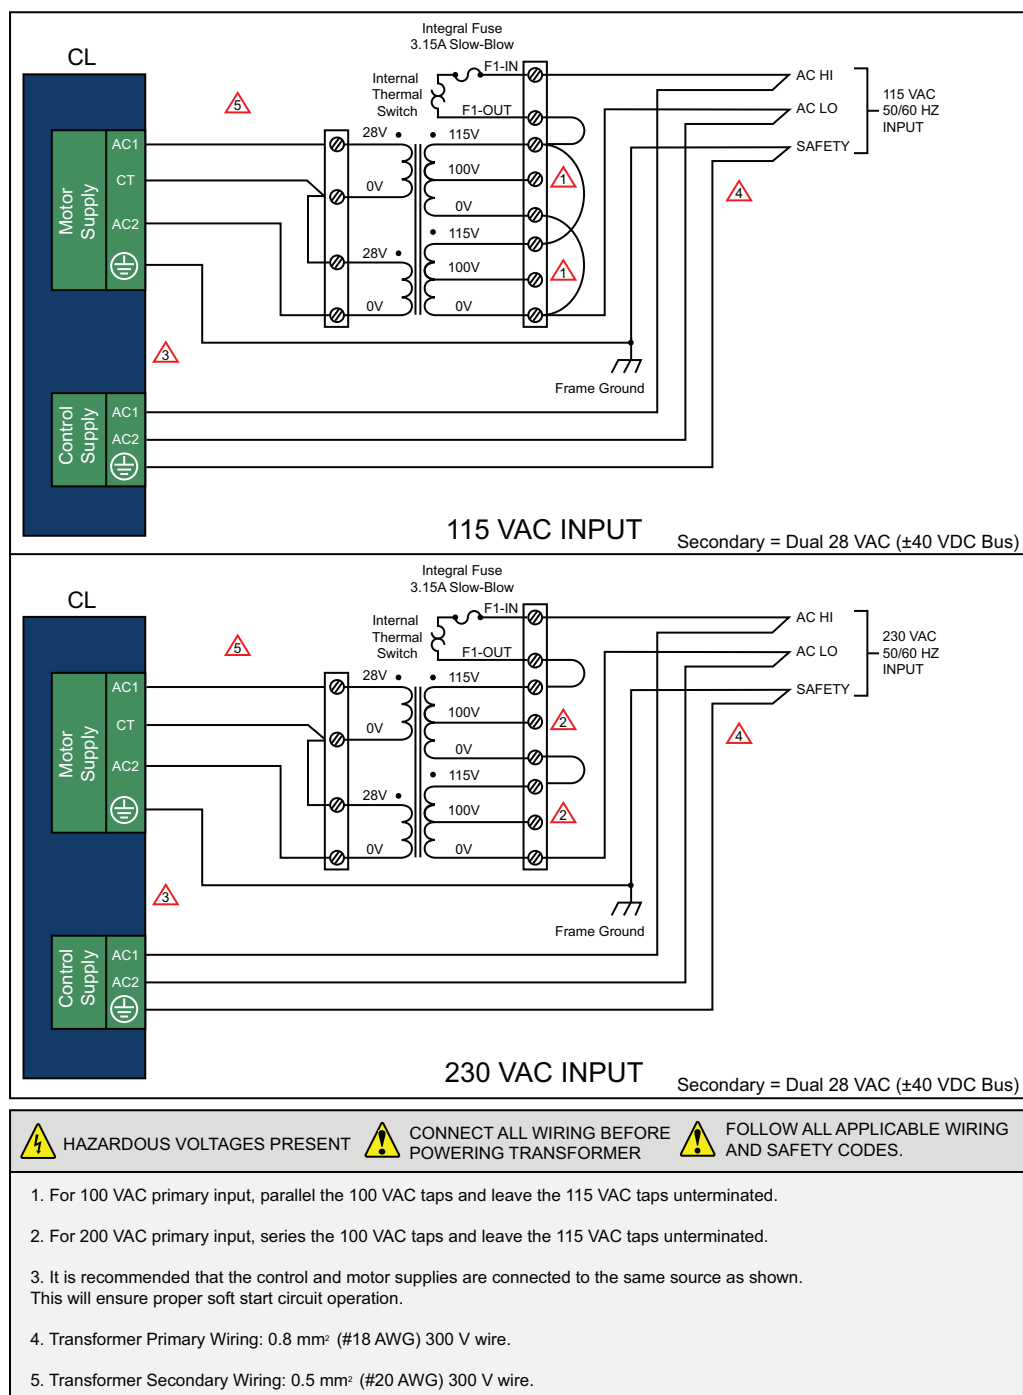 Integral Fuse
3.15A Slow-Blow
CL
F1-IN
AC HI
Internal
Thermal
Switch
5
F1-OUT
AC LO
115 VAC
50/60 HZ
INPUT
28V
115V
AC1
SAFETY
CT
100V
1
4
0V
0V
Motor
Supply
AC2
115V
28V
100V
1
0V
0V
3
Frame Ground
Control
Supply
AC1
AC2
115 VAC INPUT
Secondary = Dual 28 VAC (±40 VDC Bus)
Integral Fuse
3.15A Slow-Blow
CL
F1-IN
AC HI
Internal
Thermal
Switch
5
F1-OUT
AC LO
230 VAC
50/60 HZ
INPUT
28V
115V
AC1
SAFETY
CT
100V
2
4
0V
0V
Motor
Supply
AC2
115V
28V
100V
2
0V
0V
3
Frame Ground
Control
Supply
AC1
AC2
230 VAC INPUT
Secondary = Dual 28 VAC (±40 VDC Bus)
HAZARDOUS VOLTAGES PRESENT
CONNECT ALL WIRING BEFORE
POWERING TRANSFORMER
FOLLOW ALL APPLICABLE WIRING
AND SAFETY CODES.
1. For 100 VAC primary input, parallel the 100 VAC taps and leave the 115 VAC taps unterminated.
2. For 200 VAC primary input, series the 100 VAC taps and leave the 115 VAC taps unterminated.
3. It is recommended that the control and motor supplies are connected to the same source as shown.
This will ensure proper soft start circuit operation.
4. Transformer Primary Wiring: 0.8 mm² (#18 AWG) 300 V wire.
5. Transformer Secondary Wiring: 0.5 mm² (#20 AWG) 300 V wire.